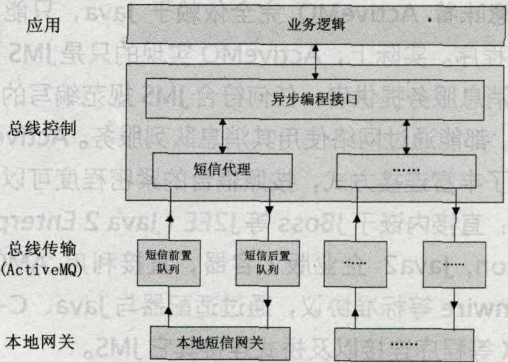 应用
业务逻辑
总线控制
异步编程接口
短信代理
······
总线传输
(ActiveMQ)
短信前置
队列
短信后置
队列
······
······
本地网关
本地短信网关
······